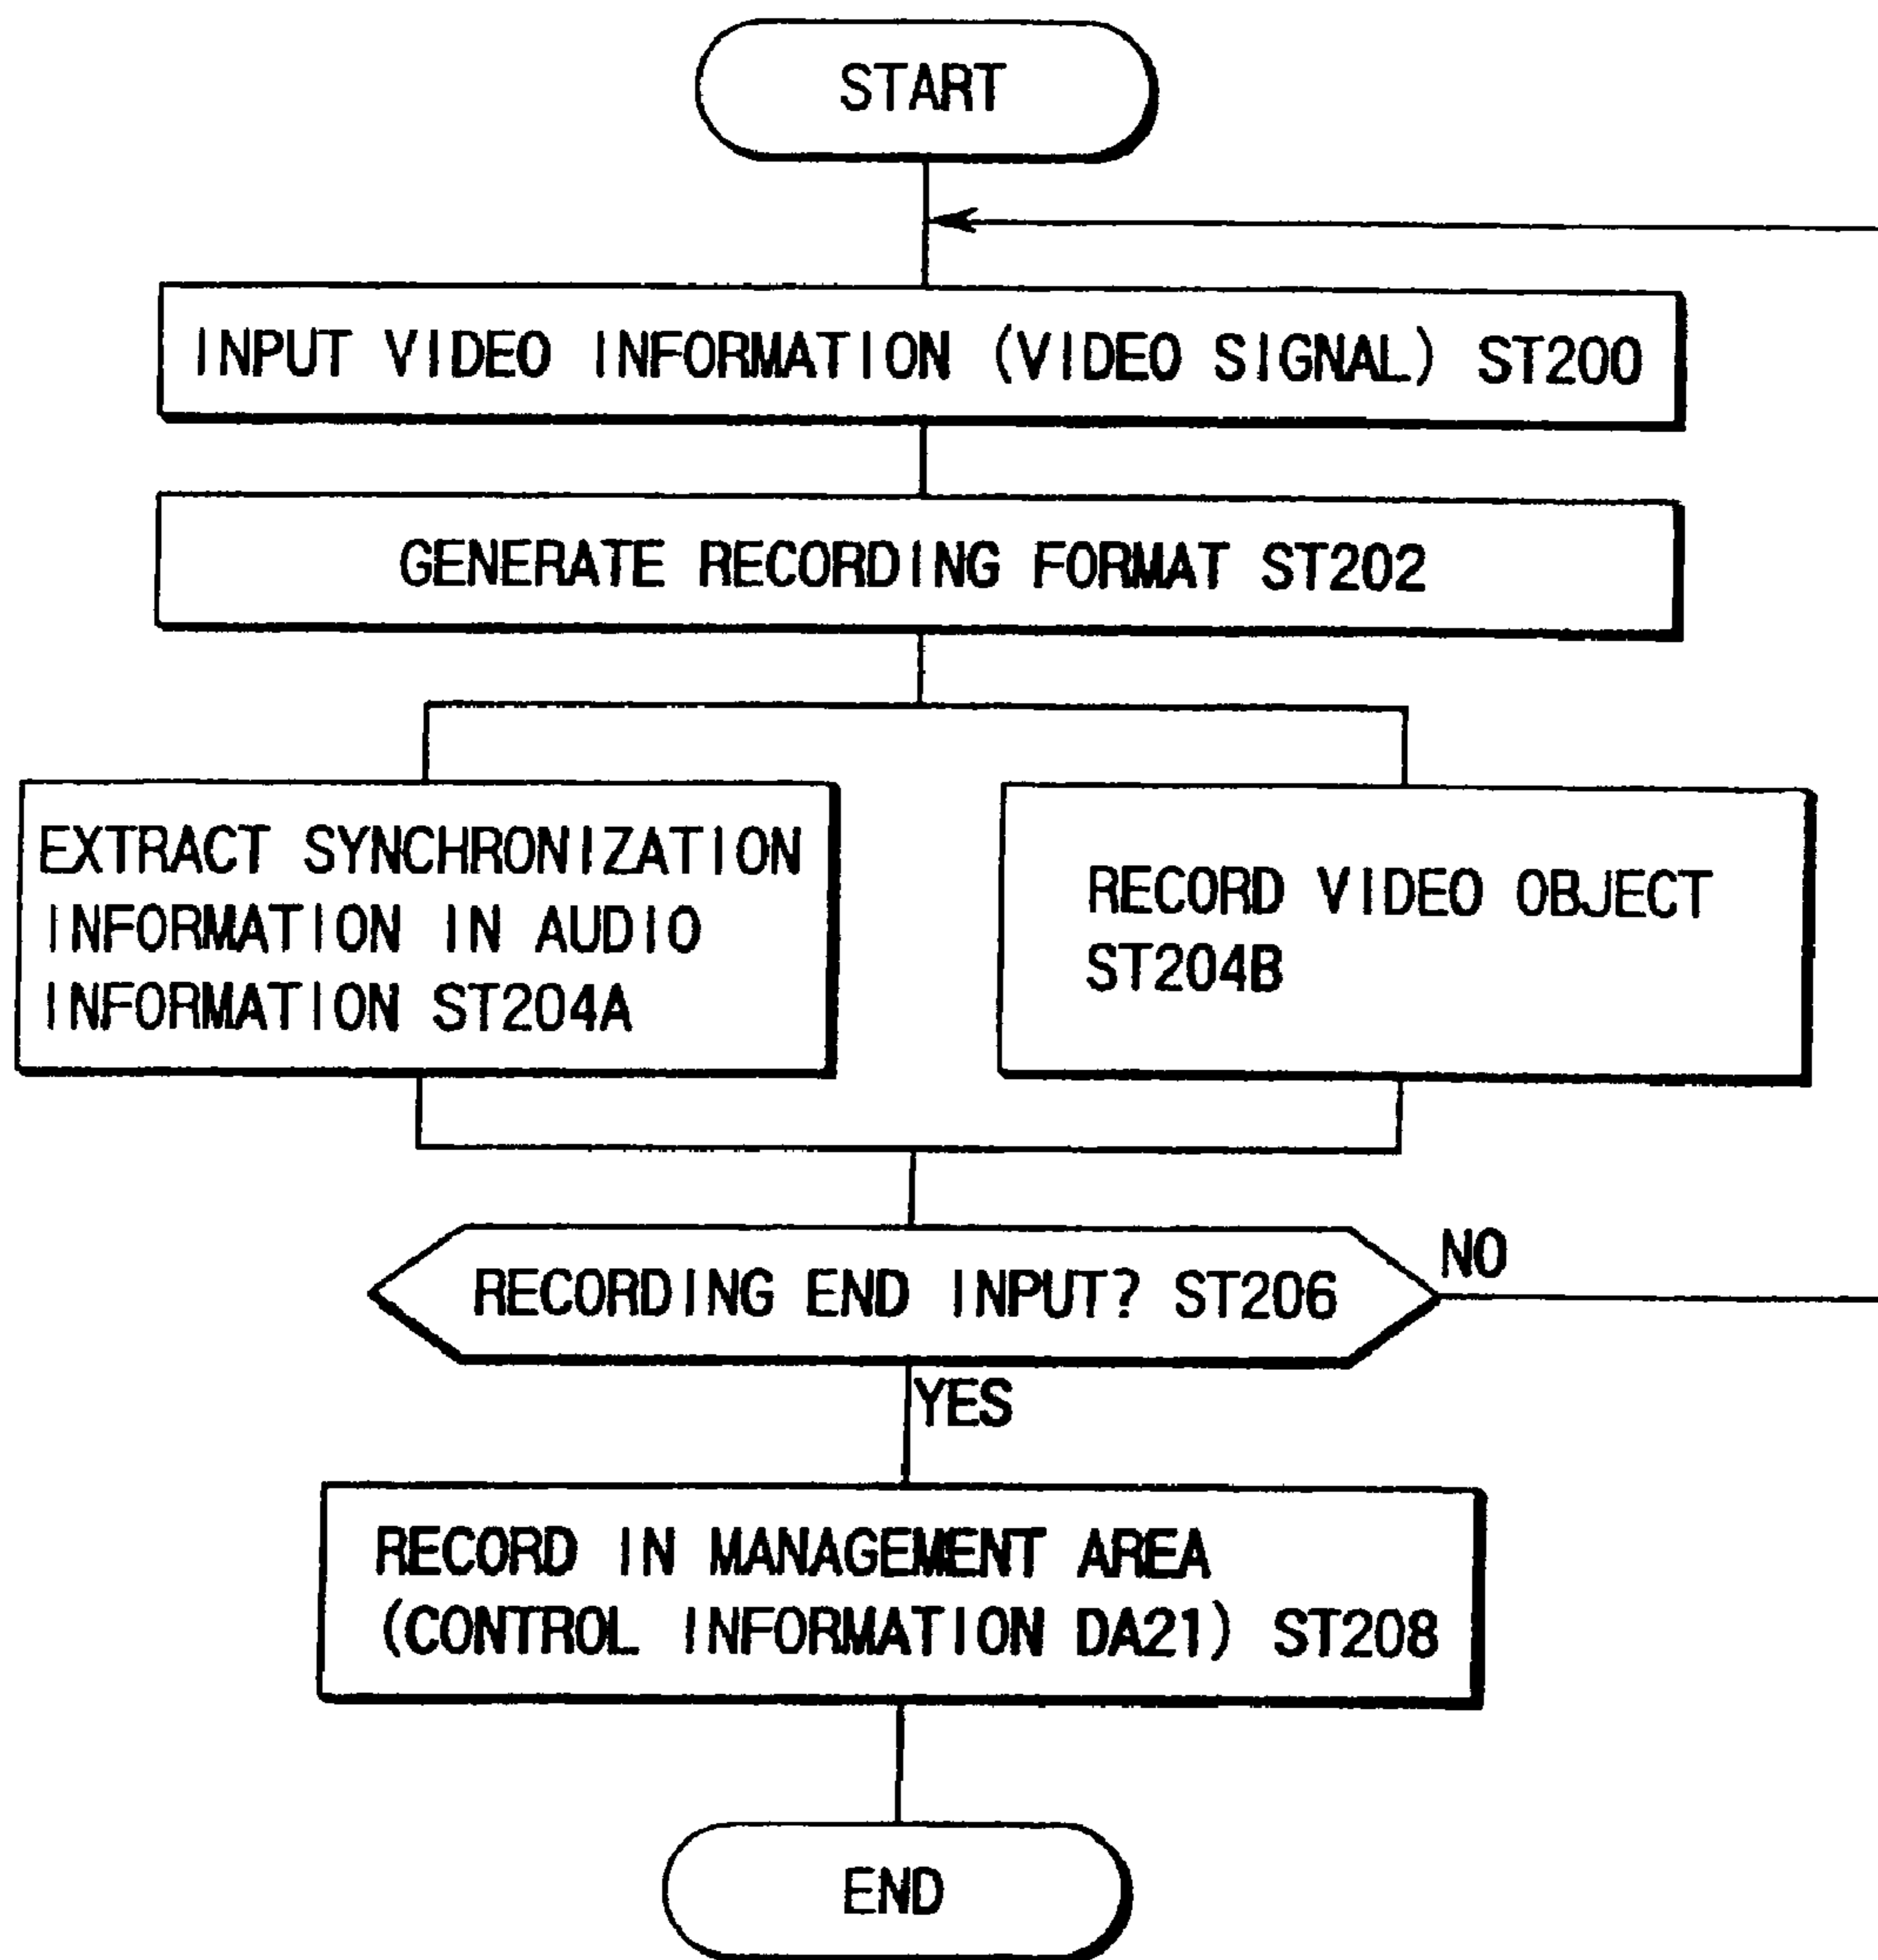 START
INPUT VIDEO INFORMATION (VIDEO SIGNAL) ST200
GENERATE RECORDING FORMAT ST202
EXTRACT SYNCHRONIZATION
INFORMATION IN AUDIO
INFORMATION ST204A
RECORD VIDEO OBJECT
ST204B
RECORDING END INPUT? ST206
NO
YES
RECORD IN MANAGEMENT AREA
(CONTROL INFORMATION DA21) ST208
END